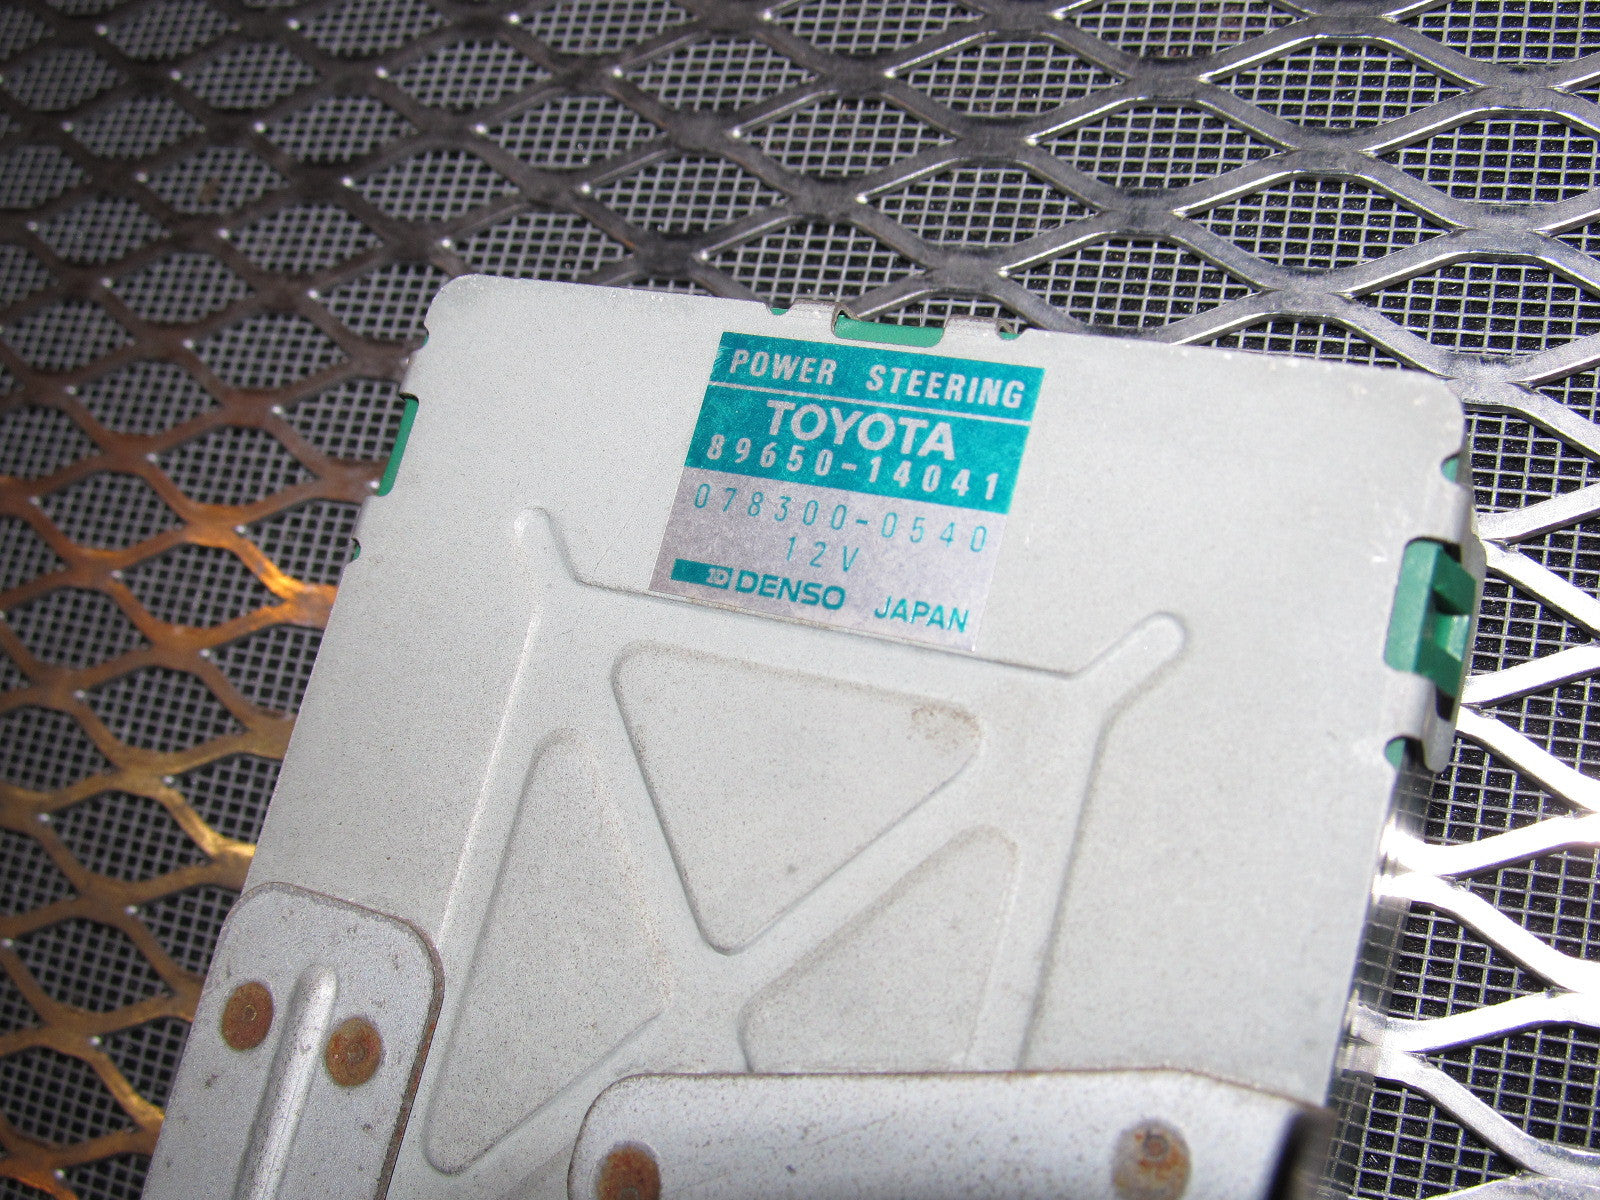 POWER STEERING
TOYOTA
89650-14041
078300-0540
12V
DENSO JAPAN